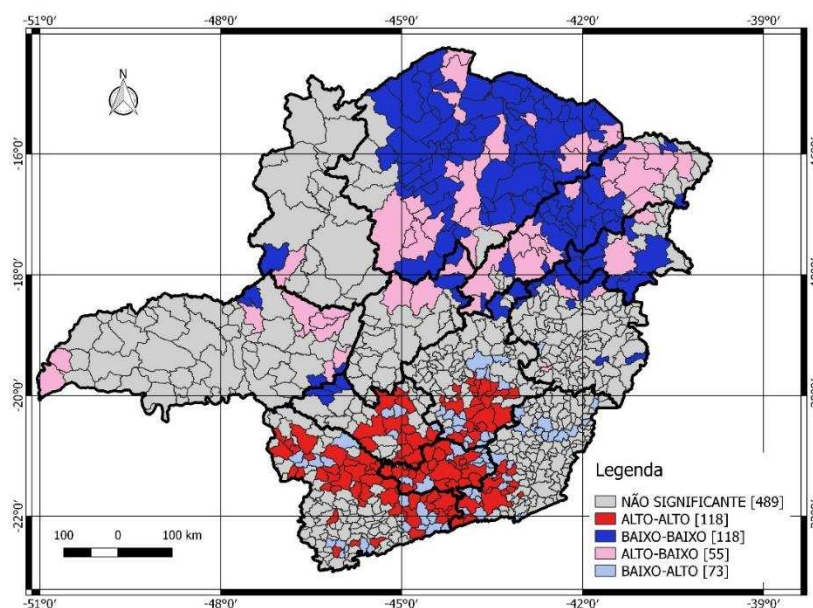 -51°0' -48°0' -45°0' -42°0' -39°0'
N
-16°0'
-18°0'
-20°0' 
-22°0'
Legenda
NÃO SIGNIFICANTE [489]
ALTO-ALTO [118]
BAIXO-BAIXO [118]
ALTO-BAIXO [55]
BAIXO-ALTO [73]
100 0 100 km
-51°0' -48°0' -45°0' -42°0' -39°0'